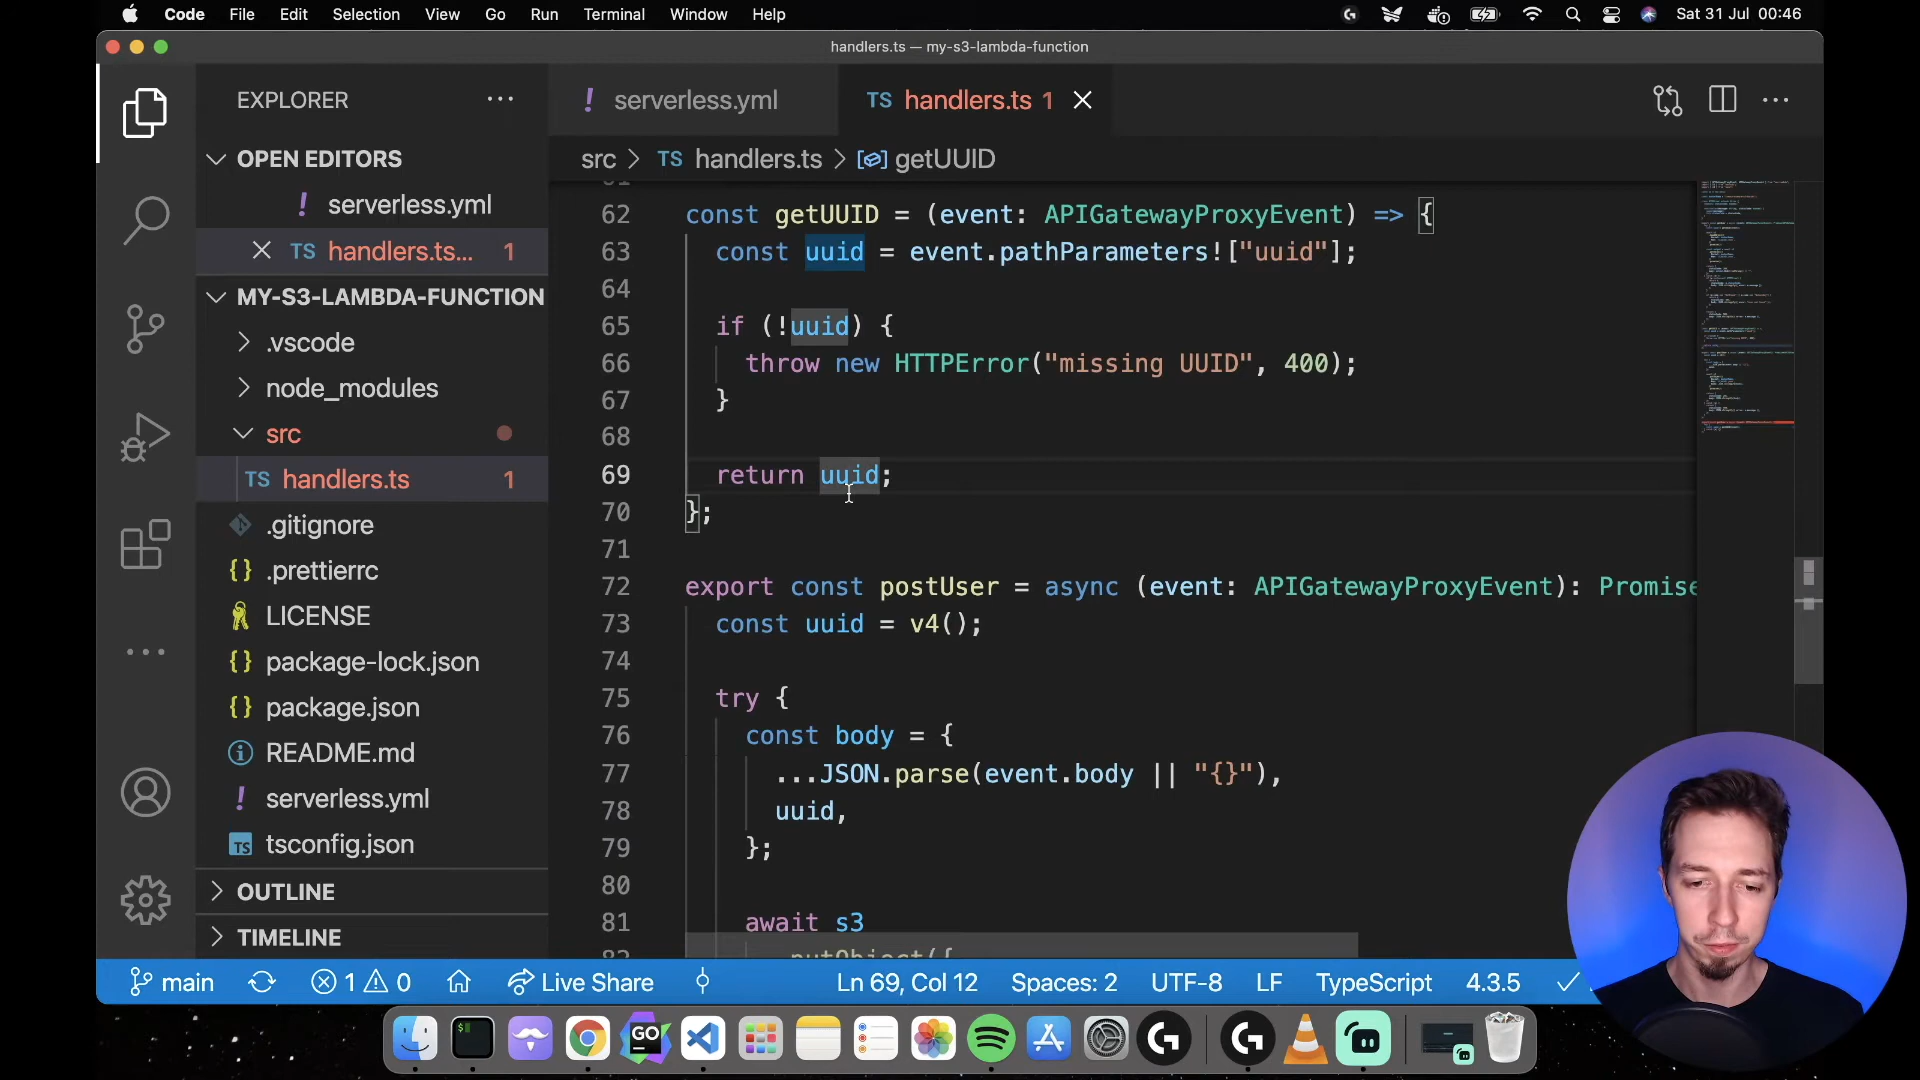 Code File Edit Selection View Go Run Terminal Window Help Sat 31 Jul 00:46
handlers.ts — my-s3-lambda-function
EXPLORER ···
! serverless.yml
TS handlers.ts 1
OPEN EDITORS
src > TS handlers.ts > getUUID
! serverless.yml
TS handlers.ts... 1
MY-S3-LAMBDA-FUNCTION
.vscode
node_modules
src
TS handlers.ts 1
.gitignore
{} .prettierrc
LICENSE
{} package-lock.json
{} package.json
README.md
! serverless.yml
TS tsconfig.json
OUTLINE
TIMELINE
61
62 const getUUID = (event: APIGatewayProxyEvent) => {
63 const uuid = event.pathParameters!["uuid"];
64
65 if (!uuid) {
66 throw new HTTPError("missing UUID", 400);
67 }
68
69 return uuid;
70 };
71
72 export const postUser = async (event: APIGatewayProxyEvent): Promise
73 const uuid = v4();
74
75 try {
76 const body = {
77 ...JSON.parse(event.body || "{}"),
78 uuid,
79 };
80
81 await s3
82 .putObject({
main 1 0 Live Share Ln 69, Col 12 Spaces: 2 UTF-8 LF TypeScript 4.3.5
$
GO